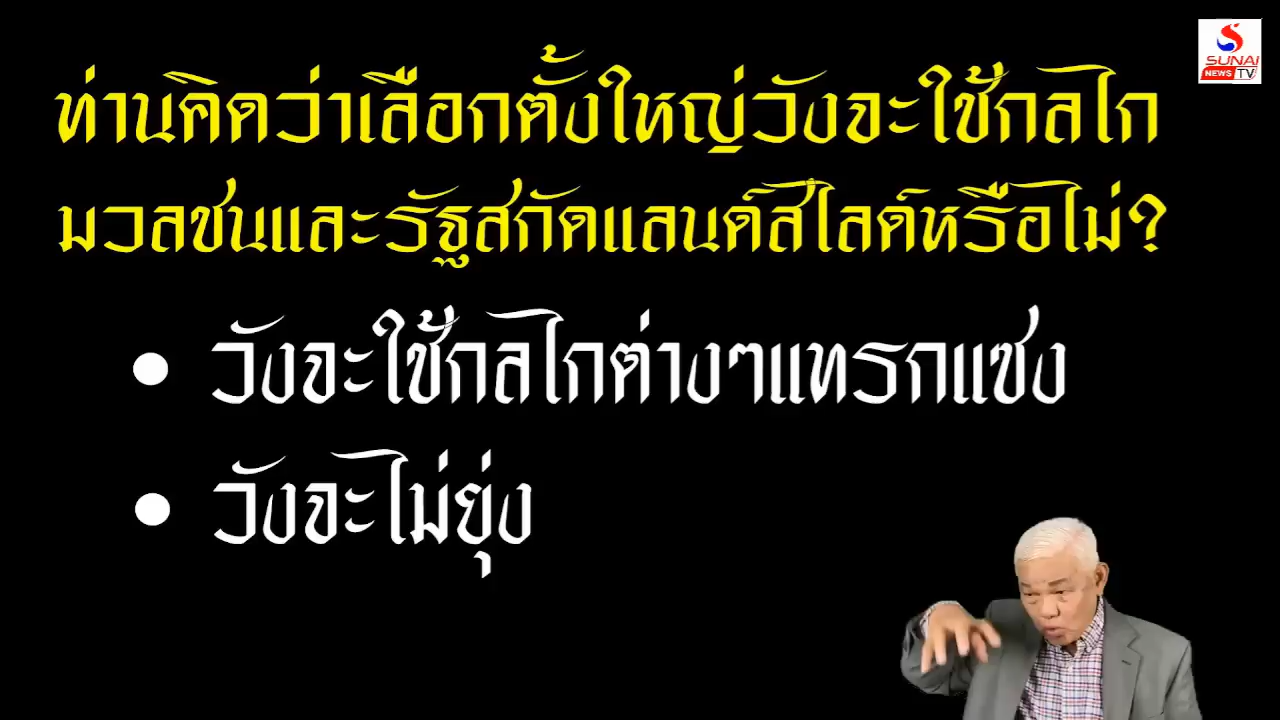 SUNAI
NEWS TV
ท่านคิดว่าเลือกตั้งใหญ่วังจะใช้กลไก
มวลชนและรัฐสกัดแลนด์สไลด์หรือไม่?
• วังจะใช้กลไกต่างๆแทรกแซง
• วังจะไม่ยุ่ง